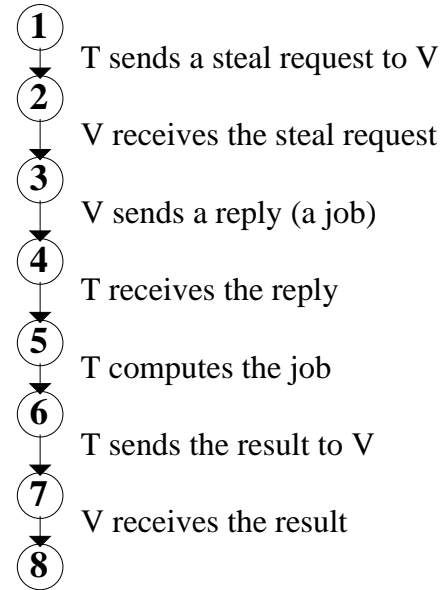 1
T sends a steal request to V
2
V receives the steal request
3
V sends a reply (a job)
4
T receives the reply
5
T computes the job
6
T sends the result to V
7
V receives the result
8